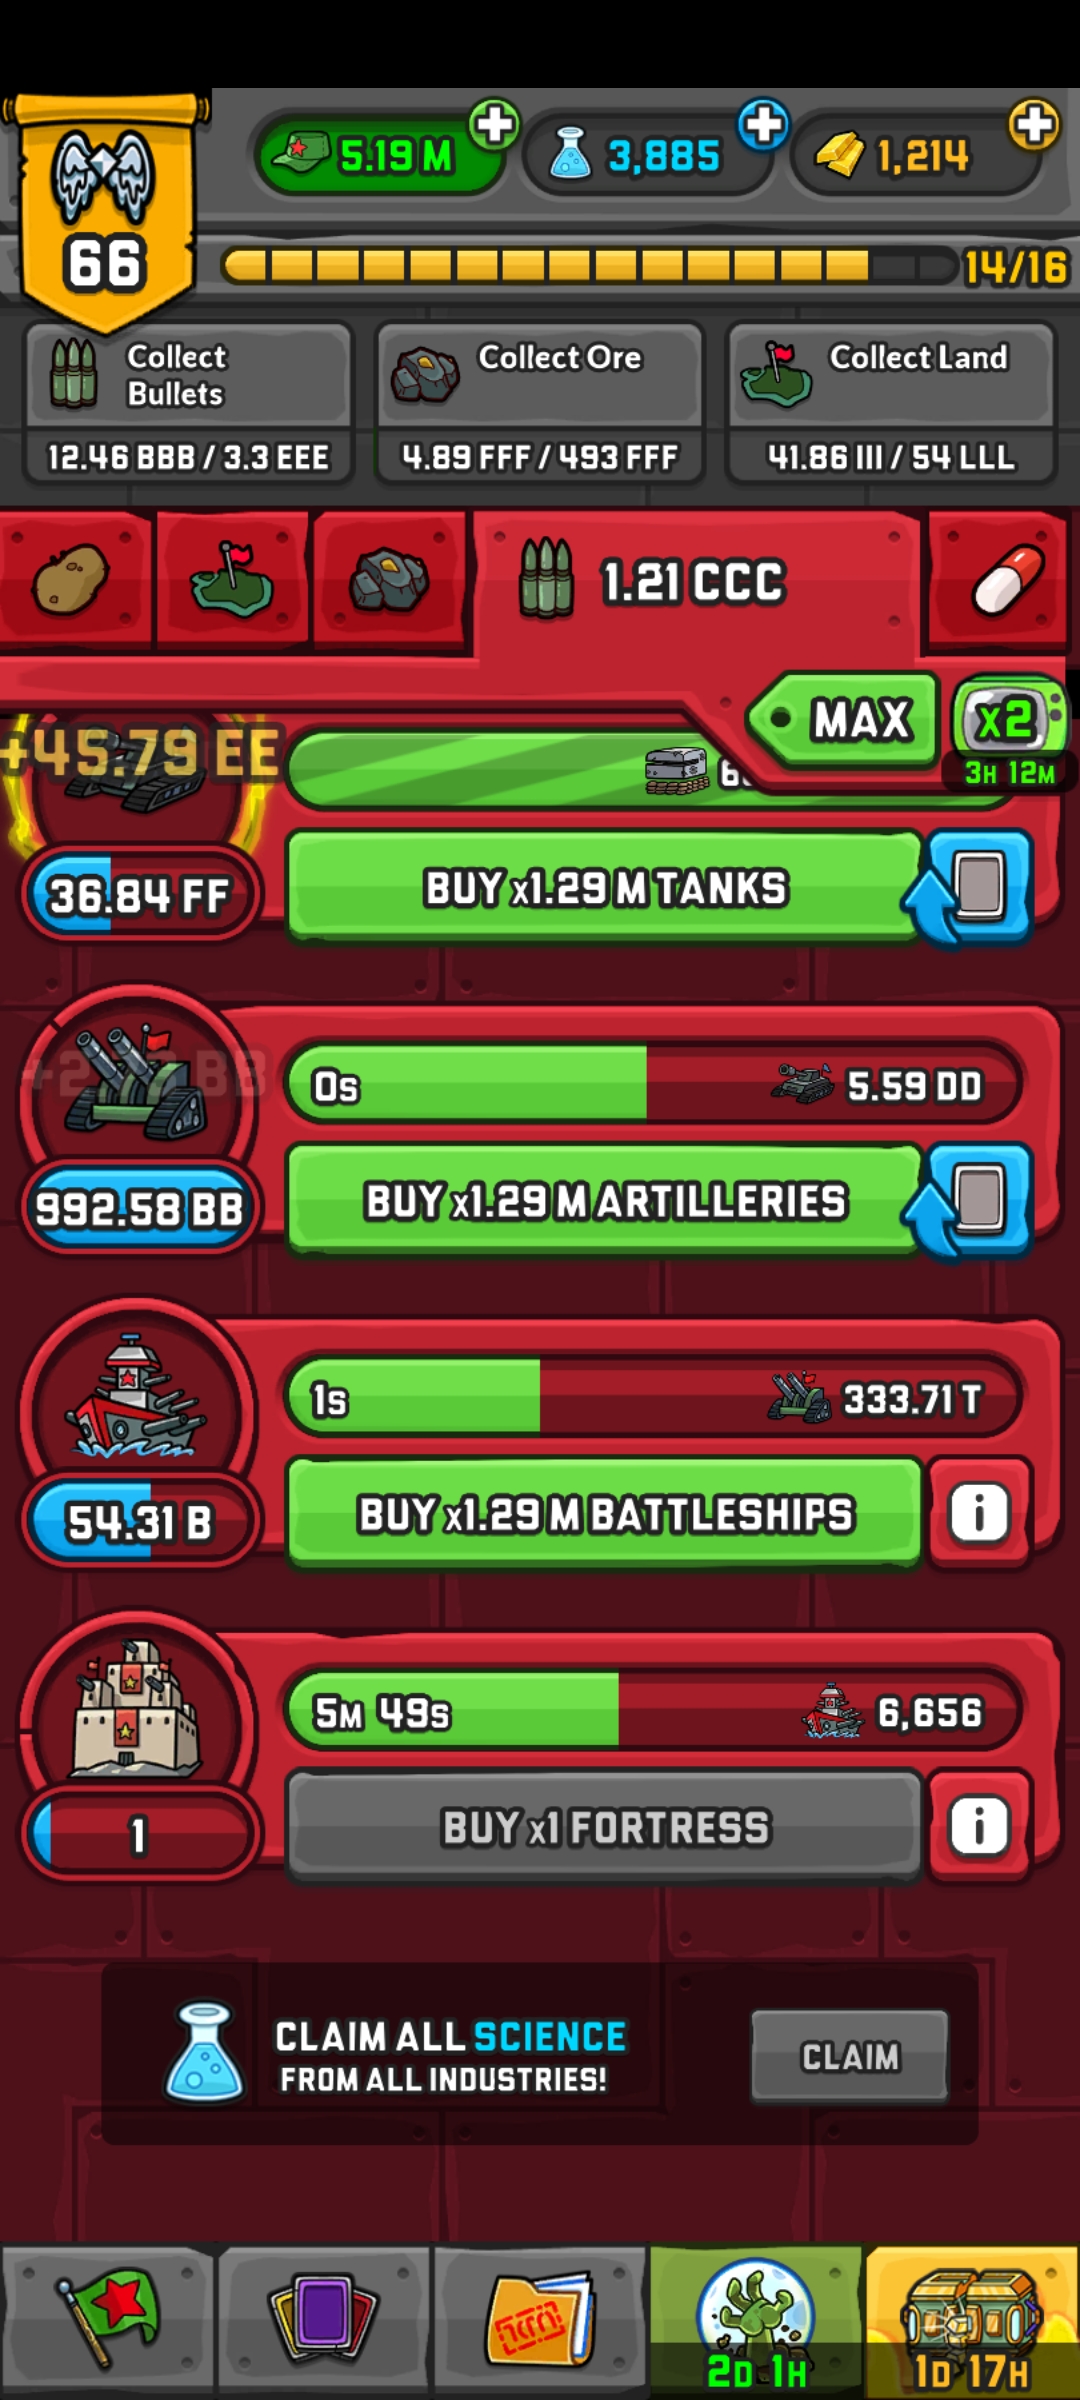 5.19 M
3,885
1,214
66
14/16
Collect
Bullets
Collect Ore
Collect Land
12.46 BBB / 3.3 EEE
4.89 FFF / 493 FFF
41.86 III / 54 LLL
1.21 CCC
MAX
x2
3H 12M
+45.79 EE
36.84 FF
BUY x1.29 M TANKS
0s
5.59 DD
992.58 BB
BUY x1.29 M ARTILLERIES
1s
333.71 T
54.31 B
BUY x1.29 M BATTLESHIPS
i
5M 49s
6,656
1
BUY x1 FORTRESS
i
CLAIM ALL SCIENCE
FROM ALL INDUSTRIES!
CLAIM
2D 1H
1D 17H